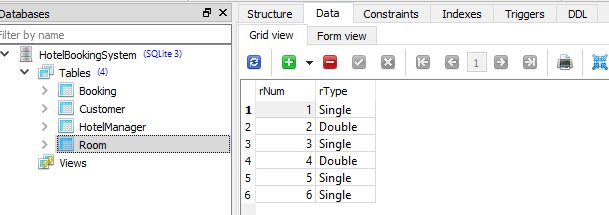 Databases
Filter by name
HotelBookingSystem (SQLite 3)
Tables (4)
Booking
Customer
HotelManager
Room
Views
Structure Data Constraints Indexes Triggers DDL
Grid view Form view
1
rNum rType
1 1 Single
2 2 Double
3 3 Single
4 4 Double
5 5 Single
6 6 Single